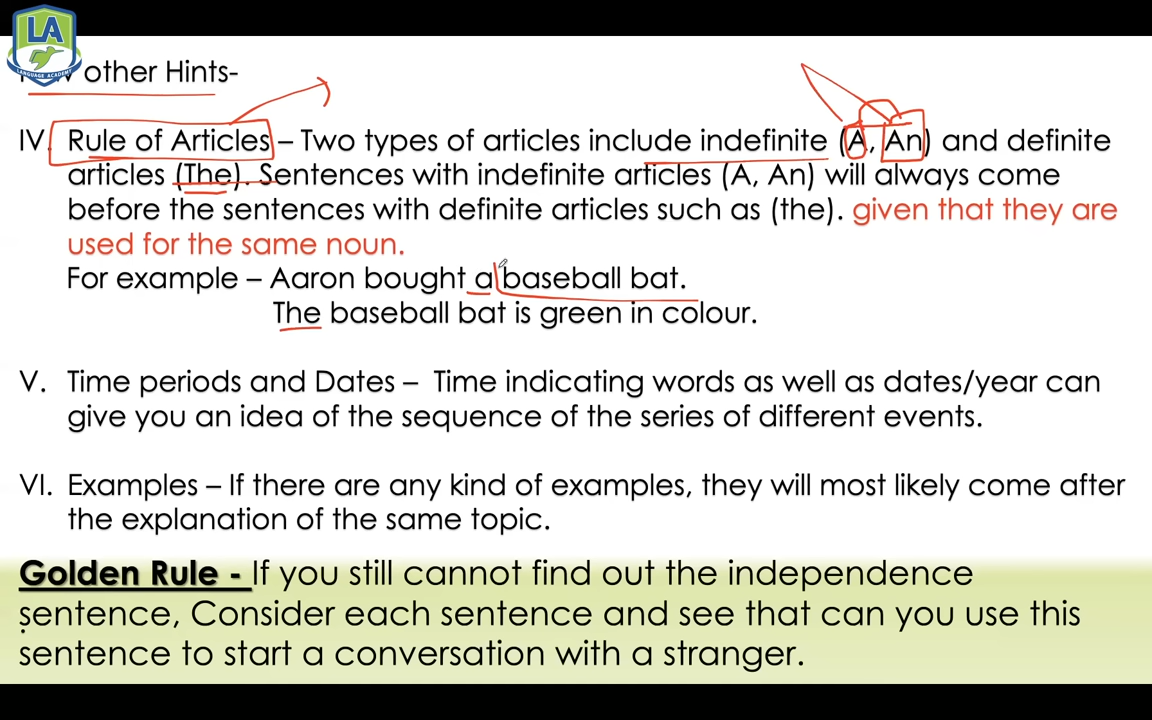 LA
LANGUAGE ACADEMY
other Hints-
IV. Rule of Articles – Two types of articles include indefinite (A, An) and definite
articles (The). Sentences with indefinite articles (A, An) will always come
before the sentences with definite articles such as (the). given that they are
used for the same noun.
For example – Aaron bought a baseball bat.
The baseball bat is green in colour.
V. Time periods and Dates – Time indicating words as well as dates/year can
give you an idea of the sequence of the series of different events.
VI. Examples – If there are any kind of examples, they will most likely come after
the explanation of the same topic.
Golden Rule - If you still cannot find out the independence
sentence, Consider each sentence and see that can you use this
sentence to start a conversation with a stranger.